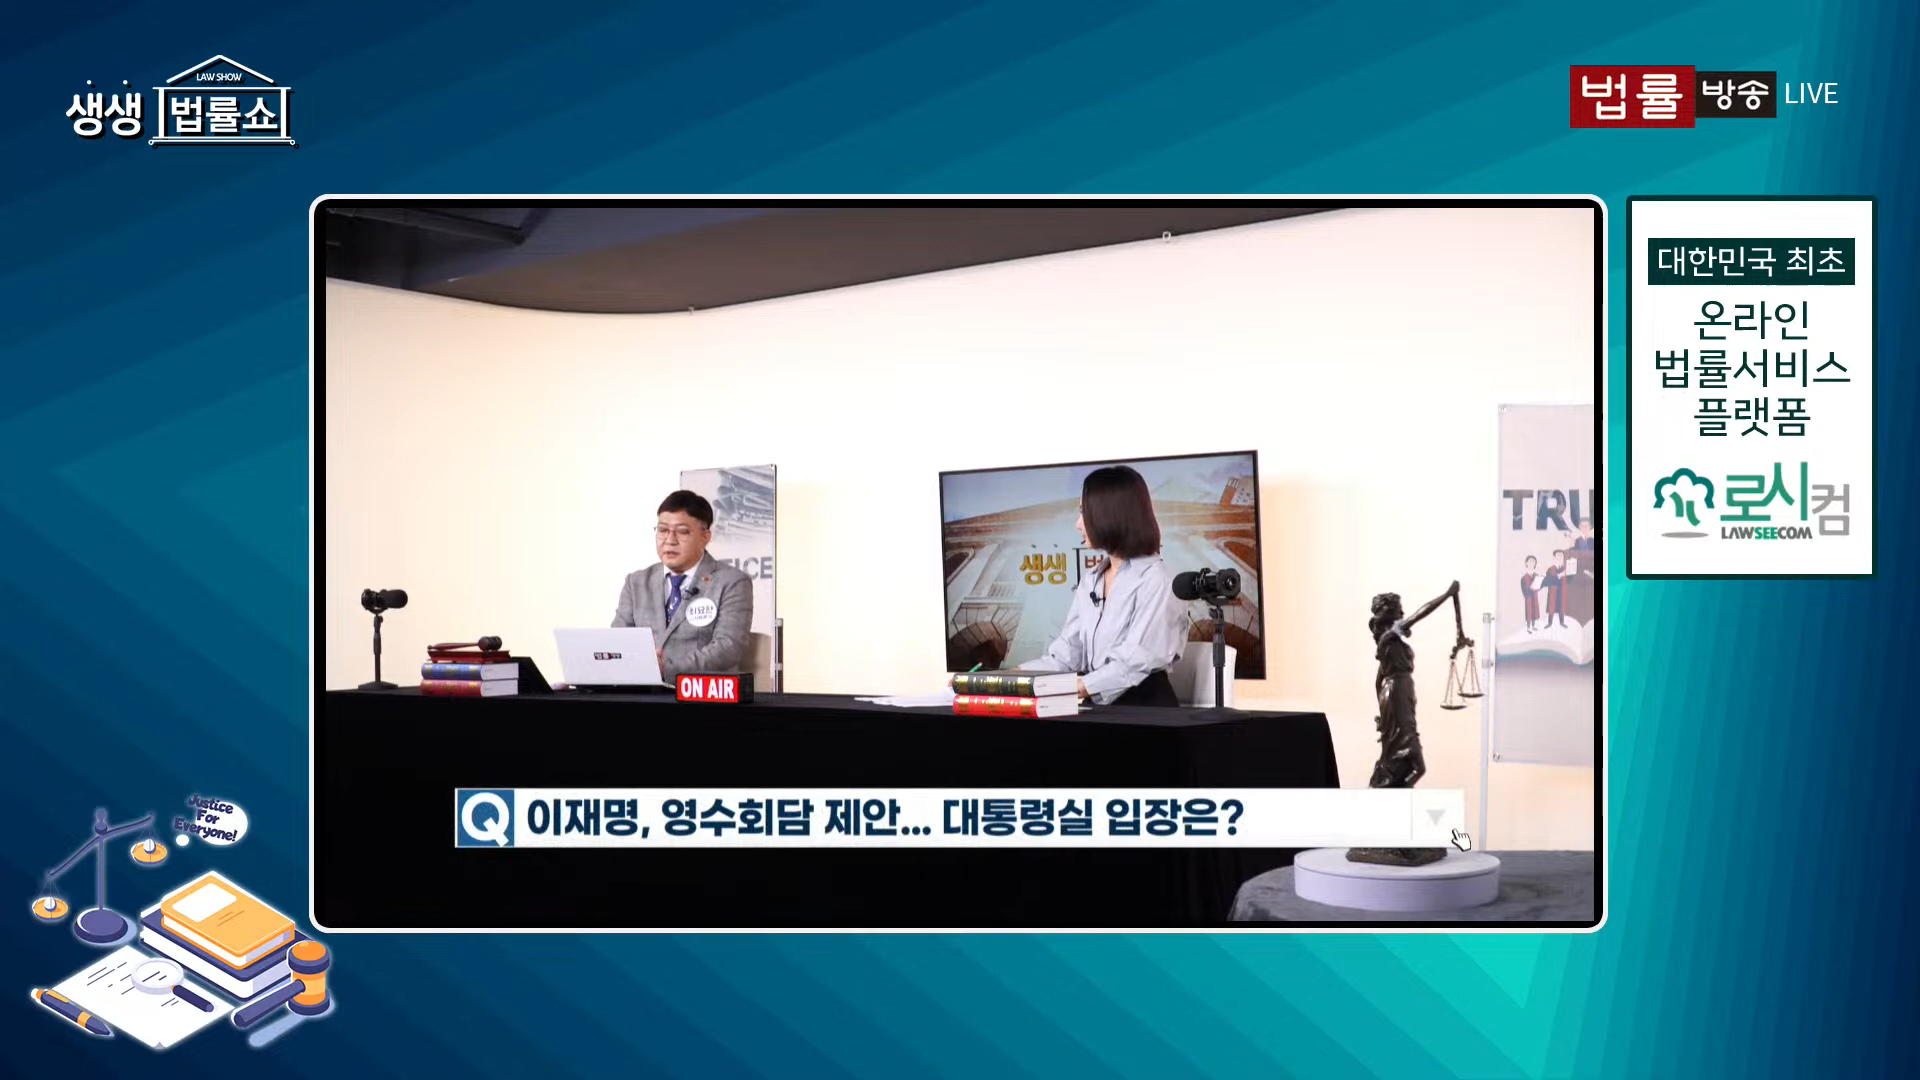 생생 법률쇼
LAW SHOW
법률방송 LIVE
대한민국 최초
온라인
법률서비스
플랫폼
로시컴
LAWSEECOM
TRU
생생
ON AIR
Q 이재명, 영수회담 제안... 대통령실 입장은?
Justice
For
Everyone!